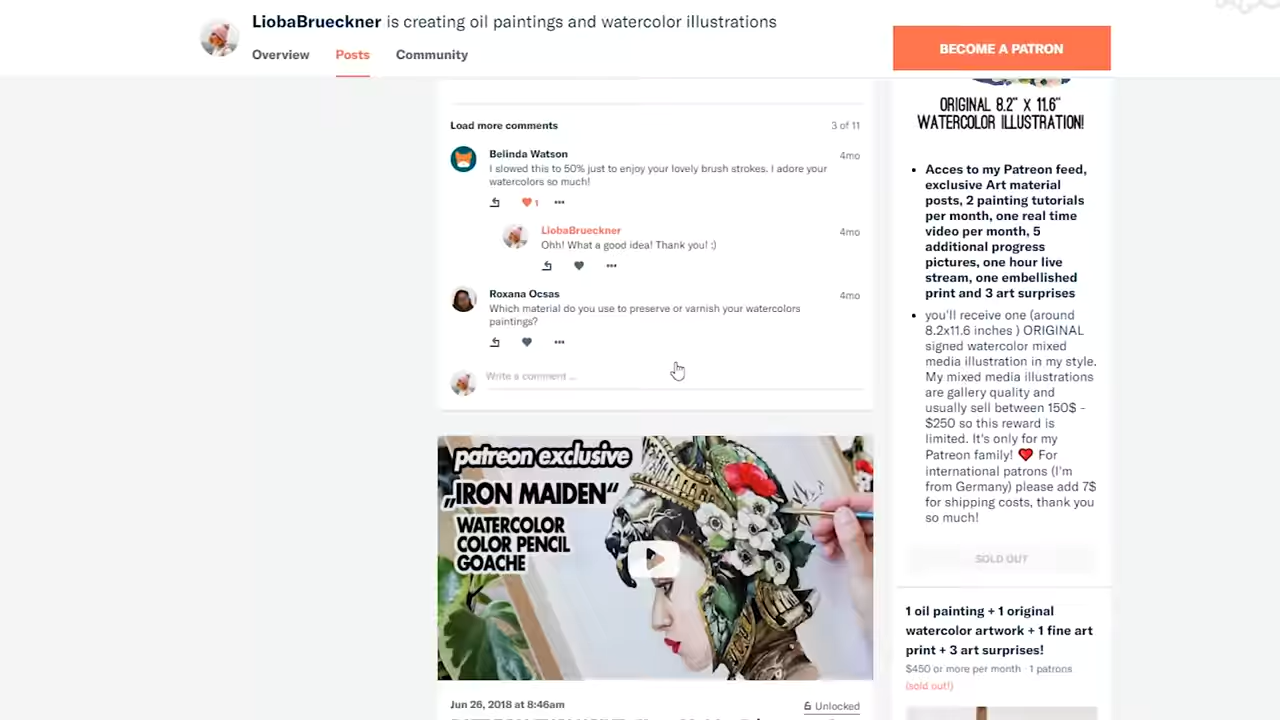 LiobaBrueckner is creating oil paintings and watercolor illustrations
Overview
Posts
Community
BECOME A PATRON
Load more comments
3 of 11
Belinda Watson
4mo
I slowed this to 50% just to enjoy your lovely brush strokes. I adore your
watercolors so much!
1
LiobaBrueckner
4mo
Ohh! What a good idea! Thank you! :)
Roxana Ocsas
4mo
Which material do you use to preserve or varnish your watercolors
paintings?
Write a comment ...
patreon exclusive
„IRON MAIDEN“
WATERCOLOR
COLOR PENCIL
GOACHE
Jun 26, 2018 at 8:46am
Unlocked
ORIGINAL 8.2" X 11.6"
WATERCOLOR ILLUSTRATION!
Acces to my Patreon feed,
exclusive Art material
posts, 2 painting tutorials
per month, one real time
video per month, 5
additional progress
pictures, one hour live
stream, one embellished
print and 3 art surprises
you'll receive one (around
8.2x11.6 inches ) ORIGINAL
signed watercolor mixed
media illustration in my style.
My mixed media illustrations
are gallery quality and
usually sell between 150$ -
$250 so this reward is
limited. It's only for my
Patreon family! ❤️ For
international patrons (I'm
from Germany) please add 7$
for shipping costs, thank you
so much!
SOLD OUT
1 oil painting + 1 original
watercolor artwork + 1 fine art
print + 3 art surprises!
$450 or more per month · 1 patrons
(sold out!)